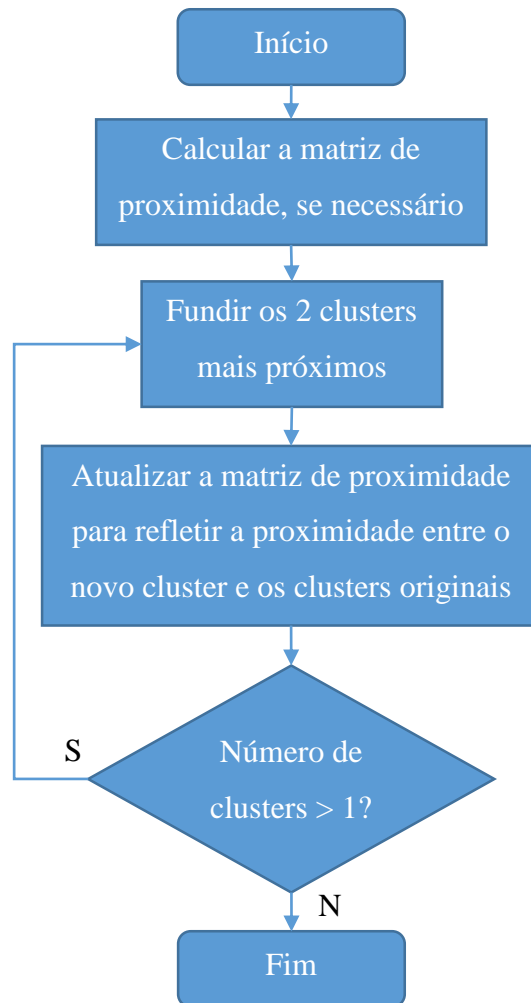 Início
Calcular a matriz de
proximidade, se necessário
Fundir os 2 clusters
mais próximos
Atualizar a matriz de proximidade
para refletir a proximidade entre o
novo cluster e os clusters originais
S
Número de
clusters > 1?
N
Fim